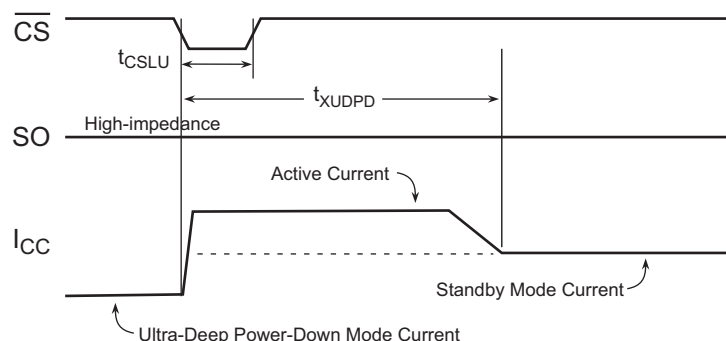 CS
tCSLU
tXUDPD
High-impedance
SO
Active Current
ICC
Standby Mode Current
Ultra-Deep Power-Down Mode Current